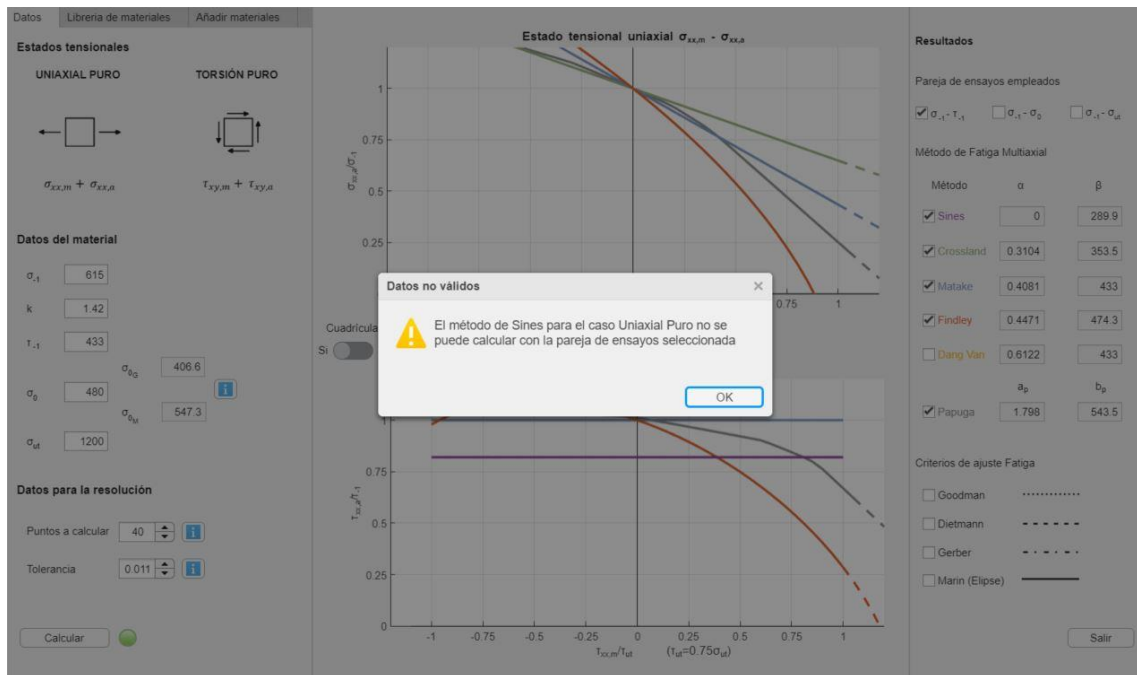 Datos
Libreria de materiales
Añadir materiales
Estados tensionales
UNIAXIAL PURO
TORSIÓN PURO
σxx,m + σxx,a
τxy,m + τxy,a
Datos del material
σ-1 615
k 1.42
τ-1 433
σ0G 406.6
σ0 480
σ0M 547.3
σut 1200
Datos para la resolución
Puntos a calcular 40
Tolerancia 0.011
Calcular
Estado tensional uniaxial σxx,m - σxx,a
1
0.75
0.5
0.25
σxx,a/σ-1
0.75
1
Cuadrícula
Si
Datos no válidos
El método de Sines para el caso Uniaxial Puro no se
puede calcular con la pareja de ensayos seleccionada
OK
1
0.75
0.5
0.25
0
τxx,a/τ-1
-1
-0.75
-0.5
-0.25
0
0.25
0.5
0.75
1
τxx,m/τut (τut=0.75σut)
Resultados
Pareja de ensayos empleados
σ-1 - τ-1
σ-1 - σ0
σ-1 - σut
Método de Fatiga Multiaxial
Método α β
Sines 0 289.9
Crossland 0.3104 353.5
Matake 0.4081 433
Findley 0.4471 474.3
Dang Van 0.6122 433
ap bp
Papuga 1.798 543.5
Criterios de ajuste Fatiga
Goodman
Dietmann
Gerber
Marin (Elipse)
Salir